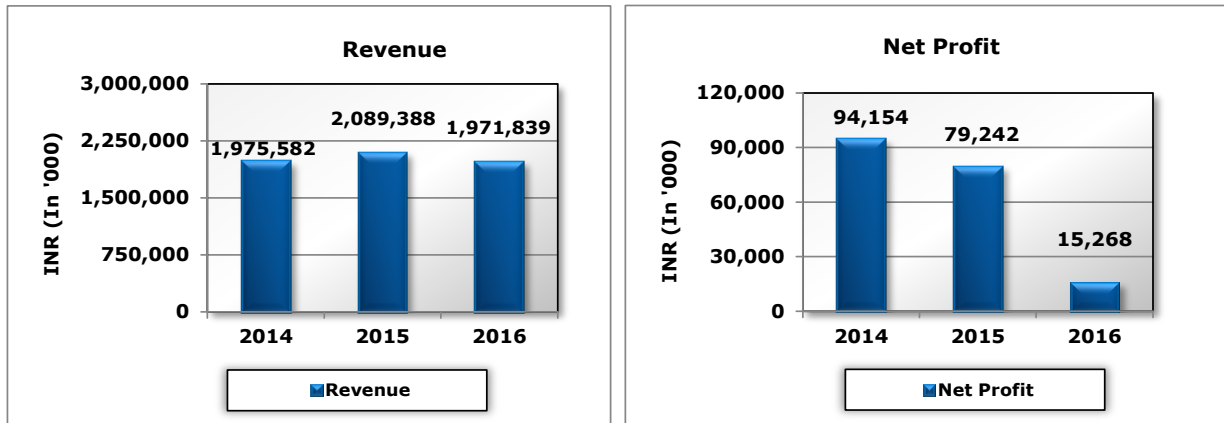 Revenue
INR (In '000)
3,000,000
2,250,000
1,500,000
750,000
0
1,975,582
2,089,388
1,971,839
2014 2015 2016
Revenue
Net Profit
INR (In '000)
120,000
90,000
60,000
30,000
0
94,154
79,242
15,268
2014 2015 2016
Net Profit